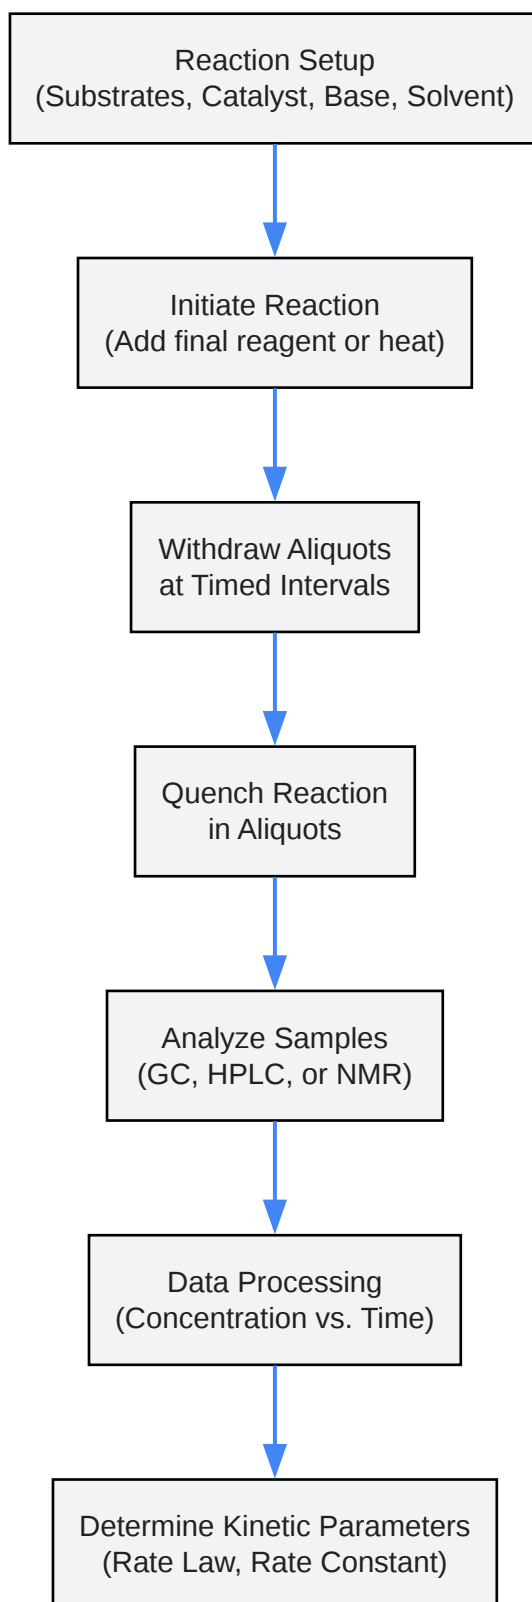 Reaction Setup
(Substrates, Catalyst, Base, Solvent)
Initiate Reaction
(Add final reagent or heat)
Withdraw Aliquots
at Timed Intervals
Quench Reaction
in Aliquots
Analyze Samples
(GC, HPLC, or NMR)
Data Processing
(Concentration vs. Time)
Determine Kinetic Parameters
(Rate Law, Rate Constant)